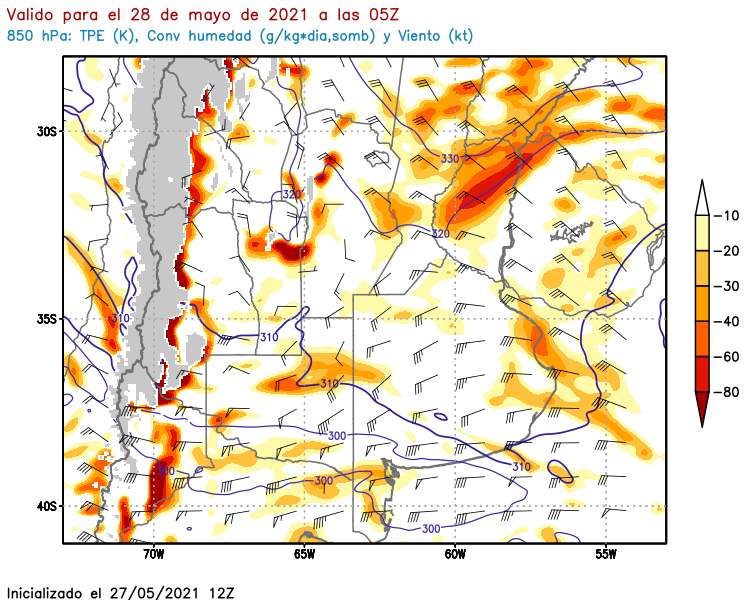 Valido para el 28 de mayo de 2021 a las 05Z
850 hPa: TPE (K), Conv humedad (g/kg*dia,somb) y Viento (kt)
30S
330
320
320
-10
-20
-30
310
35S
310
-40
-60
310
-80
300
310
310
300
40S
300
70W 65W 60W 55W
Inicializado el 27/05/2021 12Z